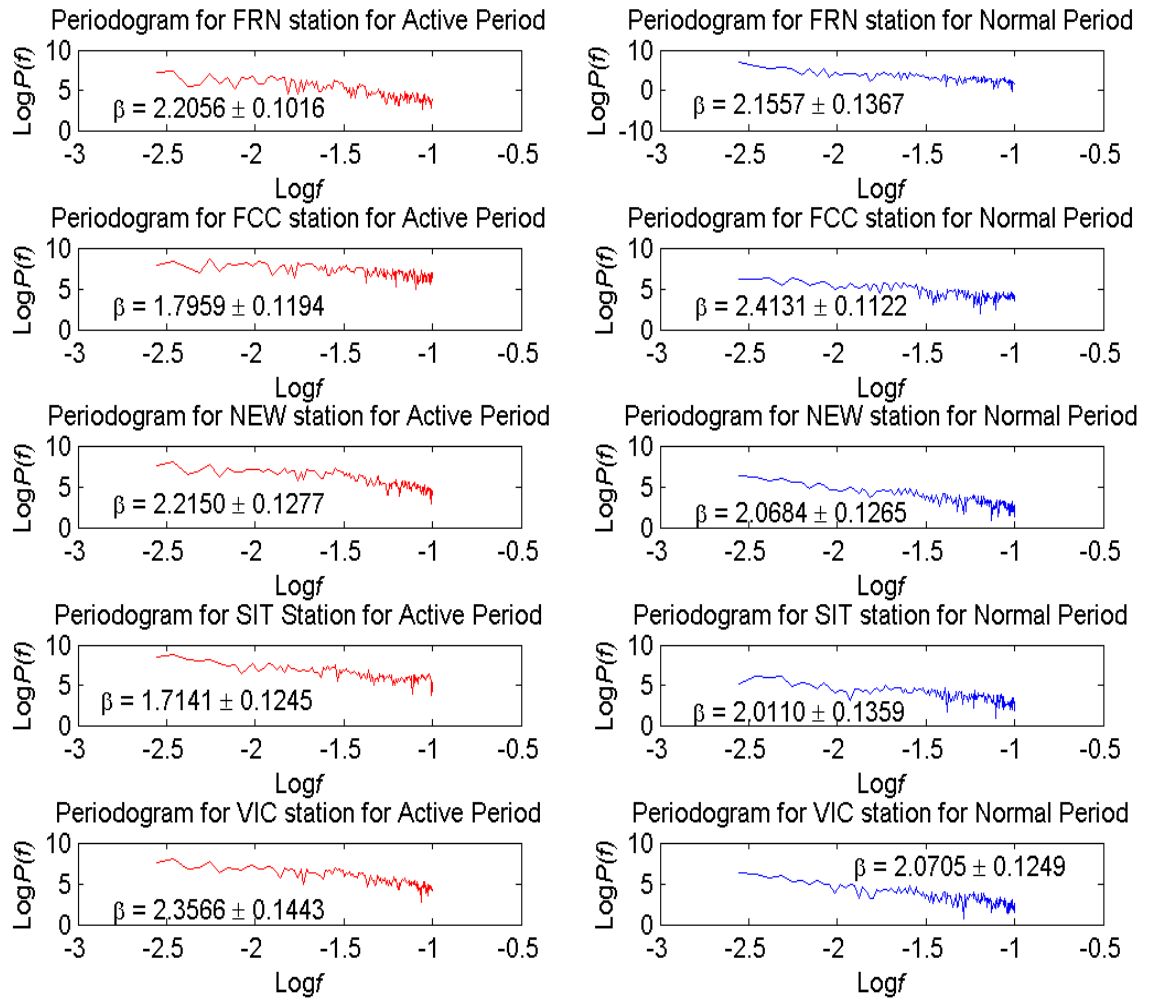 Periodogram for FRN station for Active Period
10
5
0
LogP(f)
β = 2.2056 ± 0.1016
-3 -2.5 -2 -1.5 -1 -0.5
Logf
Periodogram for FRN station for Normal Period
10
0
-10
LogP(f)
β = 2.1557 ± 0.1367
-3 -2.5 -2 -1.5 -1 -0.5
Logf
Periodogram for FCC station for Active Period
10
5
0
LogP(f)
β = 1.7959 ± 0.1194
-3 -2.5 -2 -1.5 -1 -0.5
Logf
Periodogram for FCC station for Normal Period
10
5
0
LogP(f)
β = 2.4131 ± 0.1122
-3 -2.5 -2 -1.5 -1 -0.5
Logf
Periodogram for NEW station for Active Period
10
5
0
LogP(f)
β = 2.2150 ± 0.1277
-3 -2.5 -2 -1.5 -1 -0.5
Logf
Periodogram for NEW station for Normal Period
10
5
0
LogP(f)
β = 2.0684 ± 0.1265
-3 -2.5 -2 -1.5 -1 -0.5
Logf
Periodogram for SIT Station for Active Period
10
5
0
LogP(f)
β = 1.7141 ± 0.1245
-3 -2.5 -2 -1.5 -1 -0.5
Logf
Periodogram for SIT station for Normal Period
10
5
0
LogP(f)
β = 2.0110 ± 0.1359
-3 -2.5 -2 -1.5 -1 -0.5
Logf
Periodogram for VIC station for Active Period
10
5
0
LogP(f)
β = 2.3566 ± 0.1443
-3 -2.5 -2 -1.5 -1 -0.5
Logf
Periodogram for VIC station for Normal Period
10
5
0
LogP(f)
β = 2.0705 ± 0.1249
-3 -2.5 -2 -1.5 -1 -0.5
Logf